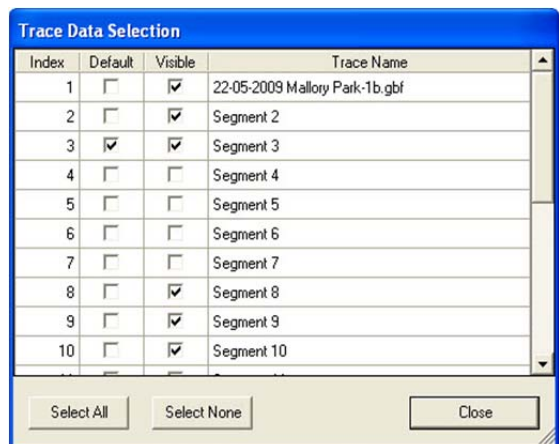 Trace Data Selection
Index Default Visible Trace Name
1 22-05-2009 Mallory Park-1b.gbf
2 Segment 2
3 Segment 3
4 Segment 4
5 Segment 5
6 Segment 6
7 Segment 7
8 Segment 8
9 Segment 9
10 Segment 10
Select All Select None Close